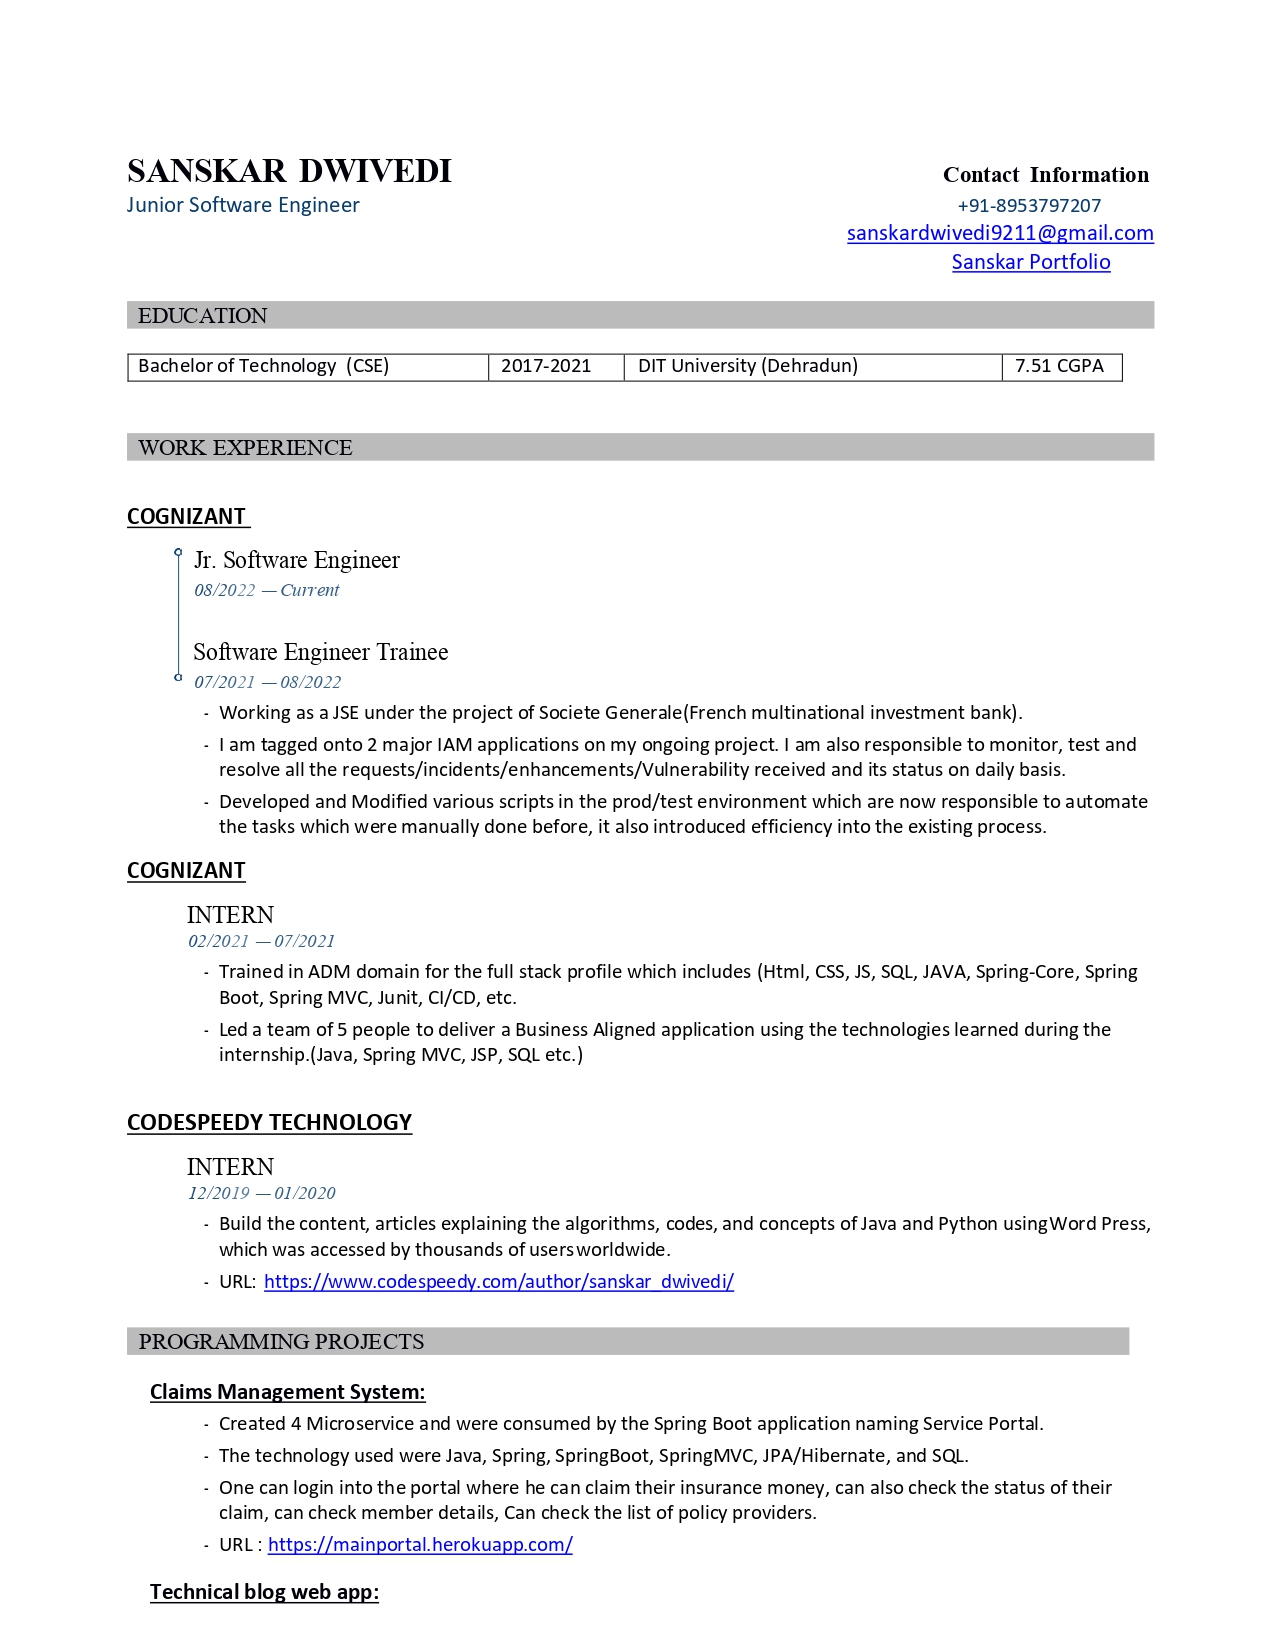 SANSKAR DWIVEDI
Junior Software Engineer
Contact Information
+91-8953797207
sanskardwivedi9211@gmail.com
Sanskar Portfolio
EDUCATION
Bachelor of Technology (CSE) 2017-2021 DIT University (Dehradun) 7.51 CGPA
WORK EXPERIENCE
COGNIZANT
Jr. Software Engineer
08/2022 — Current
Software Engineer Trainee
07/2021 — 08/2022
- Working as a JSE under the project of Societe Generale(French multinational investment bank).
- I am tagged onto 2 major IAM applications on my ongoing project. I am also responsible to monitor, test and
resolve all the requests/incidents/enhancements/Vulnerability received and its status on daily basis.
- Developed and Modified various scripts in the prod/test environment which are now responsible to automate
the tasks which were manually done before, it also introduced efficiency into the existing process.
COGNIZANT
INTERN
02/2021 — 07/2021
- Trained in ADM domain for the full stack profile which includes (Html, CSS, JS, SQL, JAVA, Spring-Core, Spring
Boot, Spring MVC, Junit, CI/CD, etc.
- Led a team of 5 people to deliver a Business Aligned application using the technologies learned during the
internship.(Java, Spring MVC, JSP, SQL etc.)
CODESPEEDY TECHNOLOGY
INTERN
12/2019 — 01/2020
- Build the content, articles explaining the algorithms, codes, and concepts of Java and Python using Word Press,
which was accessed by thousands of users worldwide.
- URL: https://www.codespeedy.com/author/sanskar_dwivedi/
PROGRAMMING PROJECTS
Claims Management System:
- Created 4 Microservice and were consumed by the Spring Boot application naming Service Portal.
- The technology used were Java, Spring, SpringBoot, SpringMVC, JPA/Hibernate, and SQL.
- One can login into the portal where he can claim their insurance money, can also check the status of their
claim, can check member details, Can check the list of policy providers.
- URL : https://mainportal.herokuapp.com/
Technical blog web app: